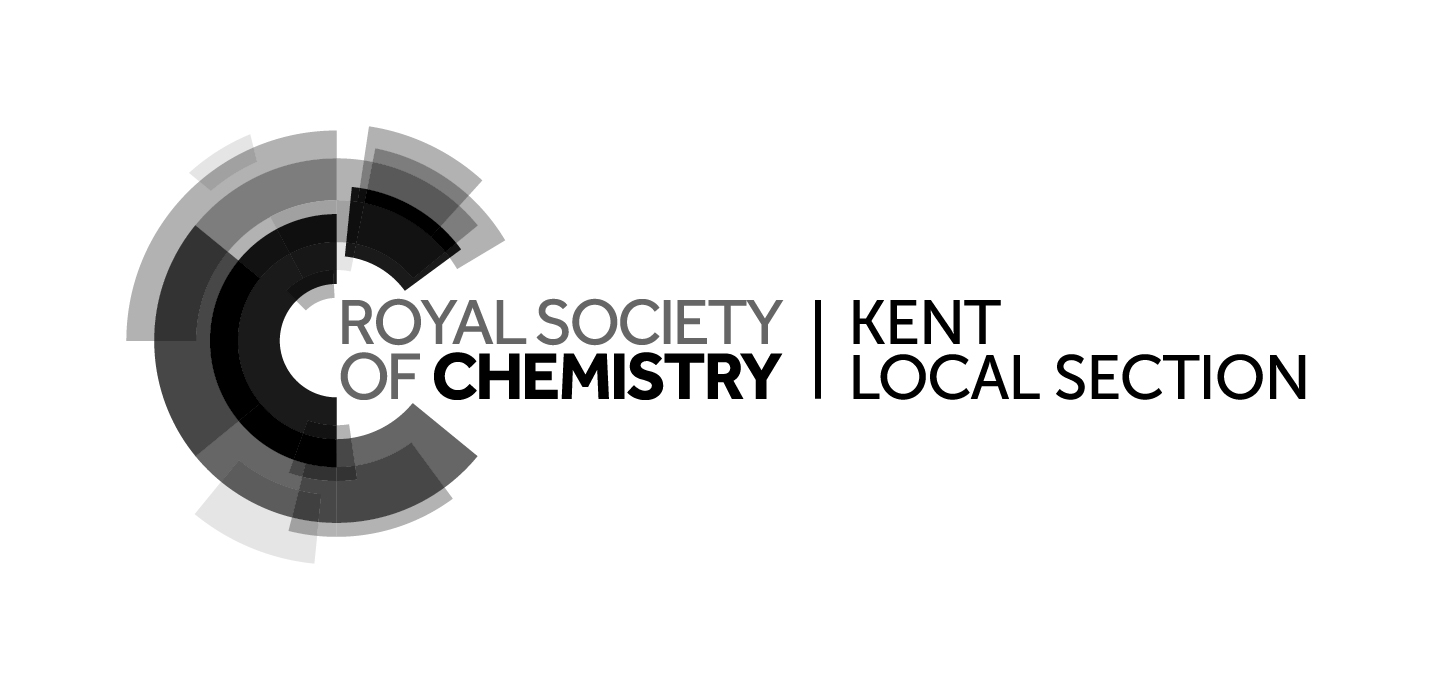 ROYAL SOCIETY
OF CHEMISTRY
KENT
LOCAL SECTION